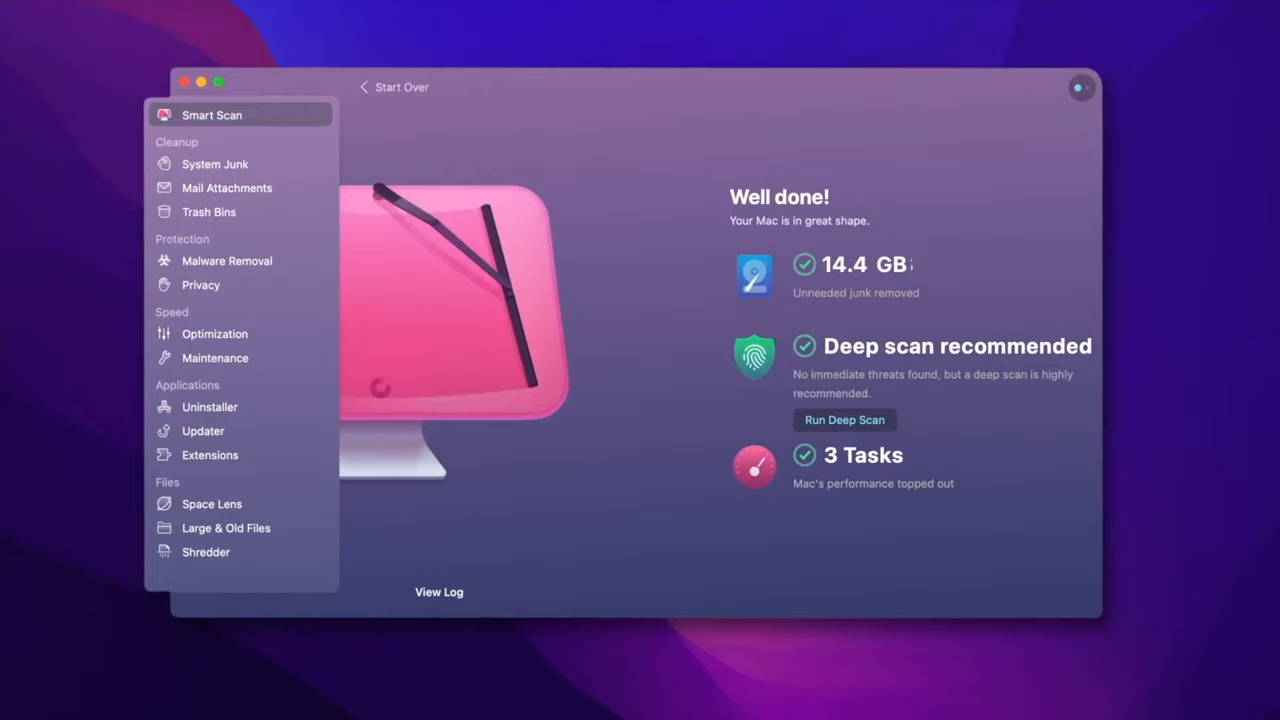 Start Over
Smart Scan
Cleanup
System Junk
Mail Attachments
Trash Bins
Protection
Malware Removal
Privacy
Speed
Optimization
Maintenance
Applications
Uninstaller
Updater
Extensions
Files
Space Lens
Large & Old Files
Shredder
Well done!
Your Mac is in great shape.
14.4 GB
Unneeded junk removed
Deep scan recommended
No immediate threats found, but a deep scan is highly
recommended.
Run Deep Scan
3 Tasks
Mac's performance topped out
View Log